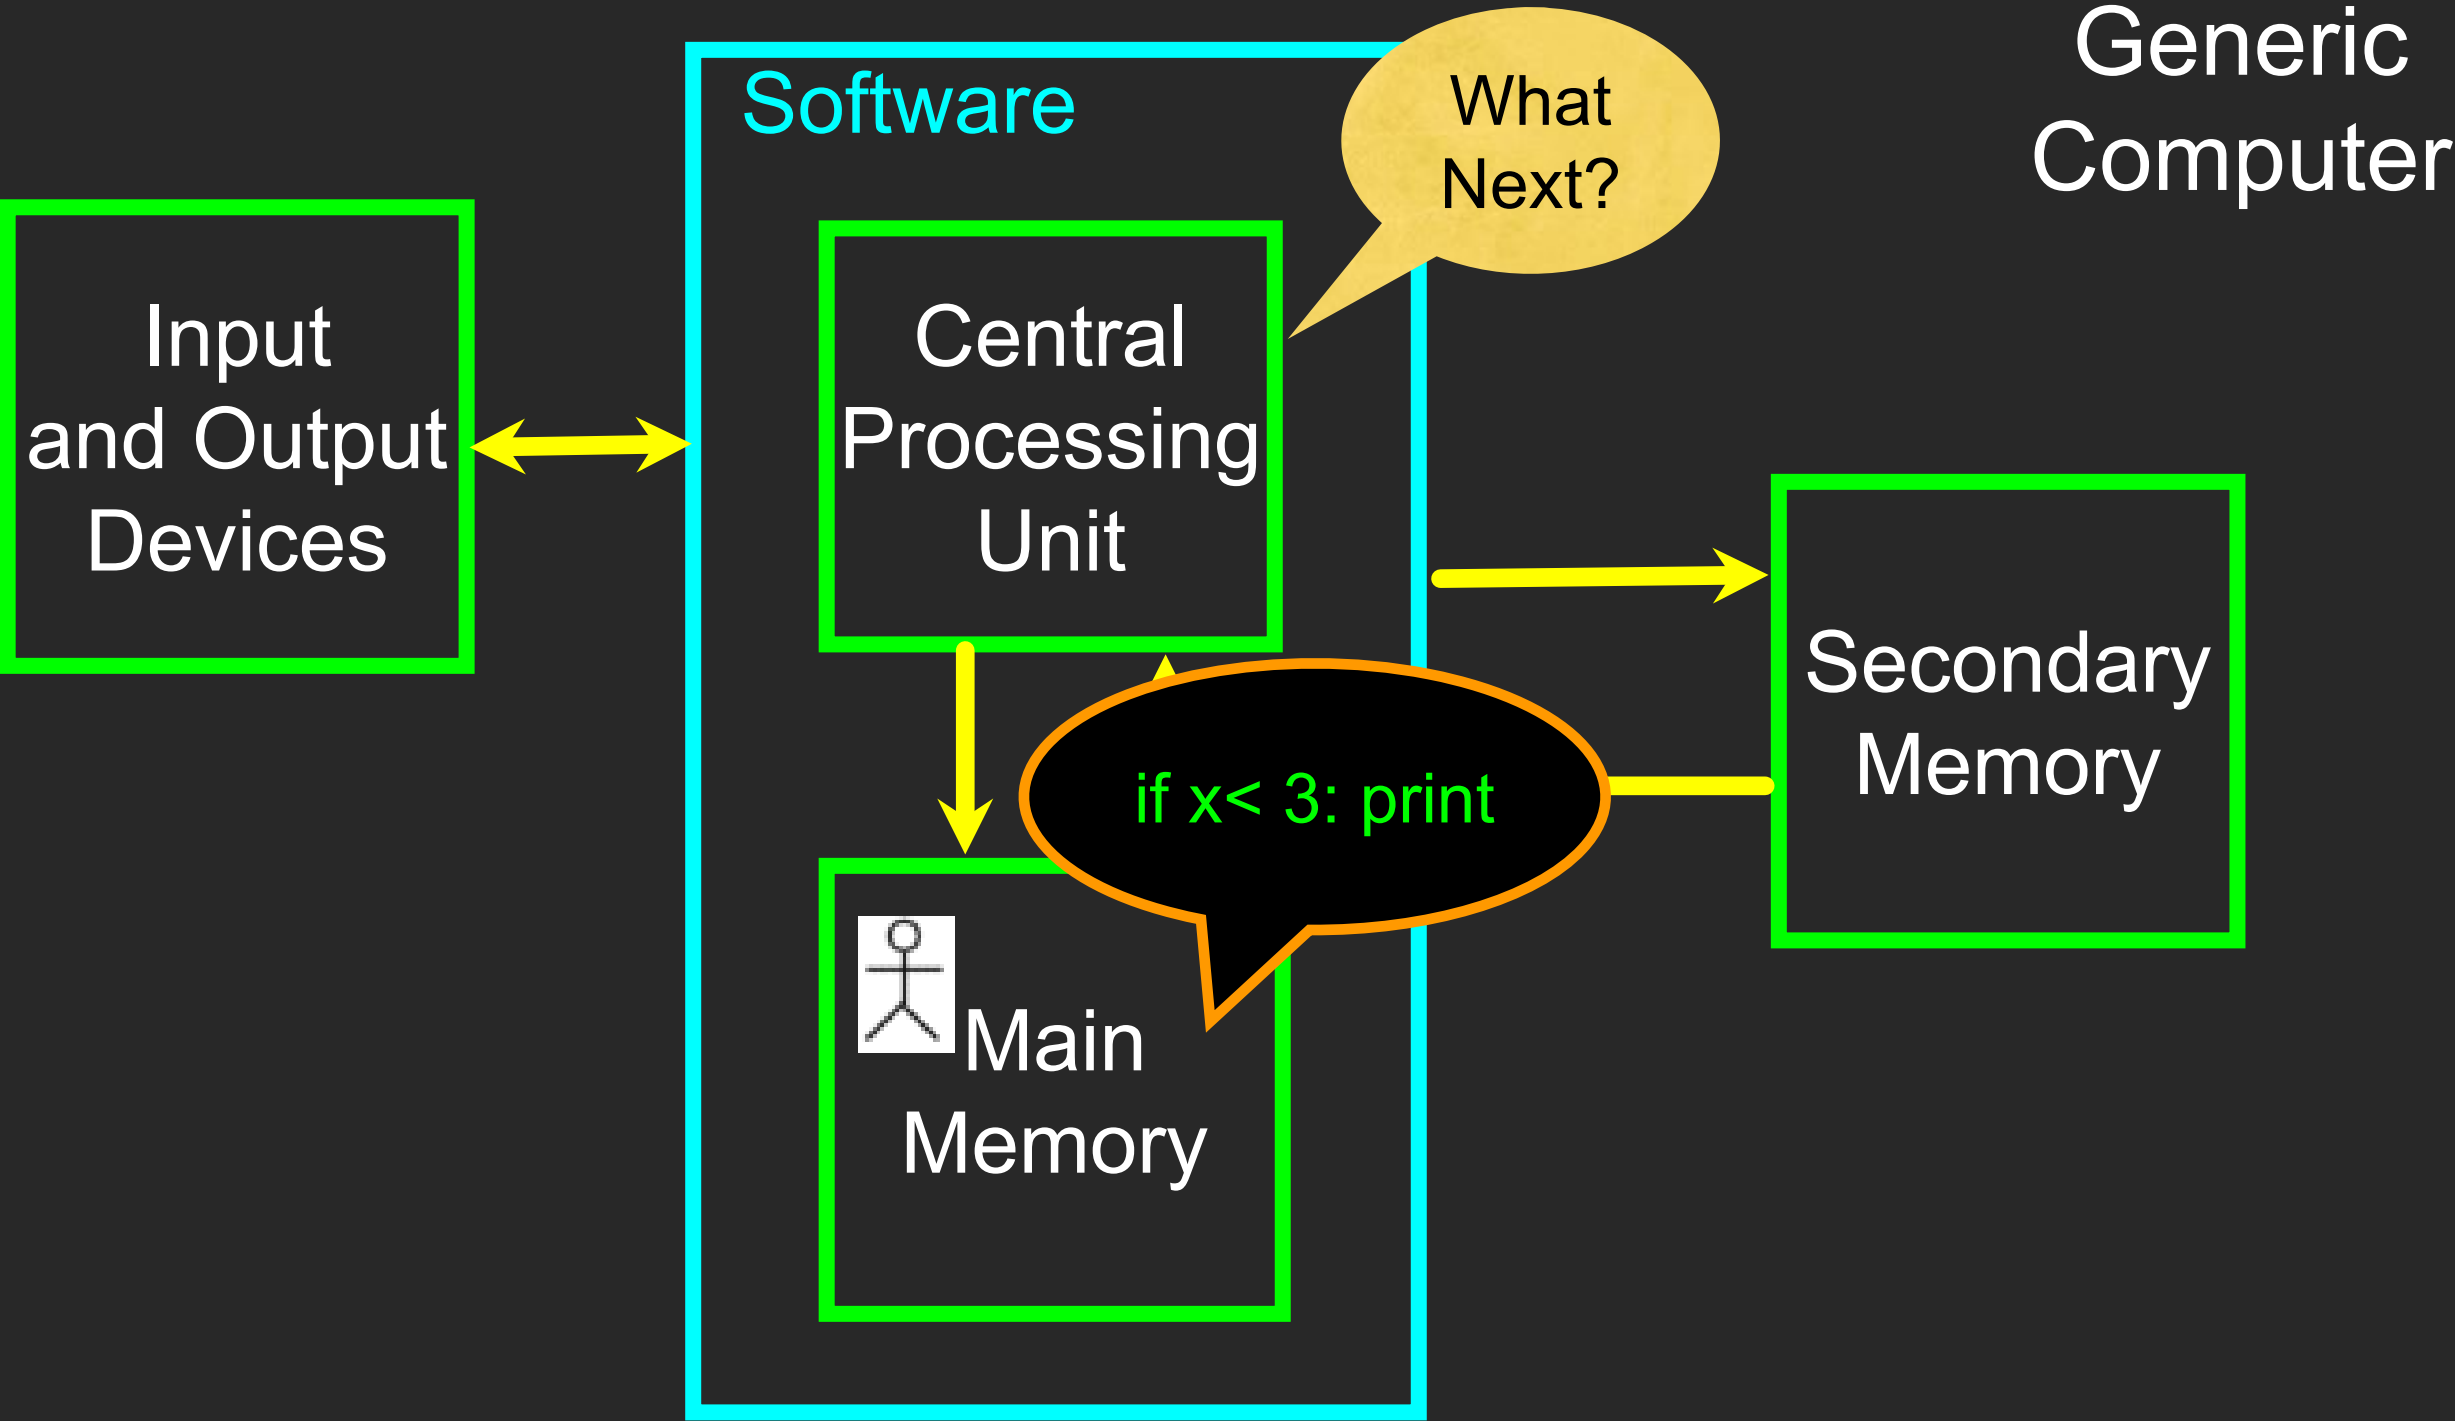 Generic
Computer
Software
What
Next?
Input
and Output
Devices
Central
Processing
Unit
Secondary
Memory
if x< 3: print
Main
Memory